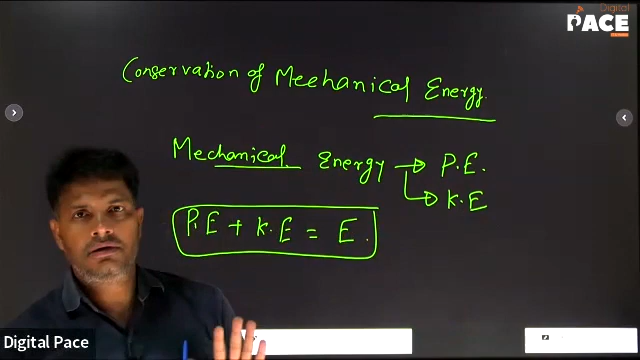 Digital
PACE
Conservation of Mechanical Energy.
Mechanical Energy → P.E.
→ K.E
P.E + K.E = E.
Digital Pace